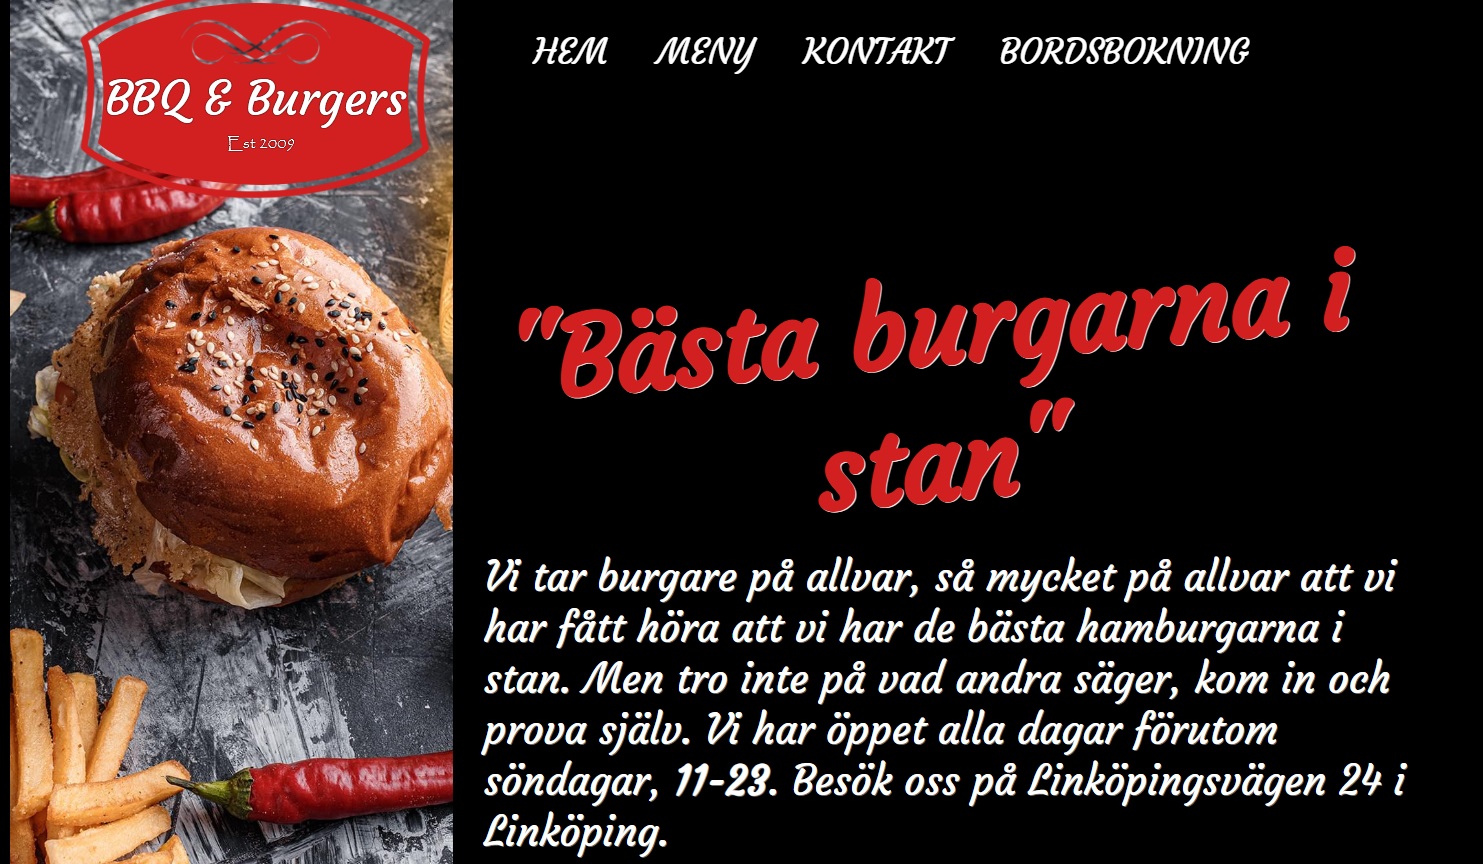 BBQ & Burgers
Est 2009
HEM MENY KONTAKT BORDSBOKNING
"Bästa burgarna i
stan"
Vi tar burgare på allvar, så mycket på allvar att vi
har fått höra att vi har de bästa hamburgarna i
stan. Men tro inte på vad andra säger, kom in och
prova själv. Vi har öppet alla dagar förutom
söndagar, 11-23. Besök oss på Linköpingsvägen 24 i
Linköping.